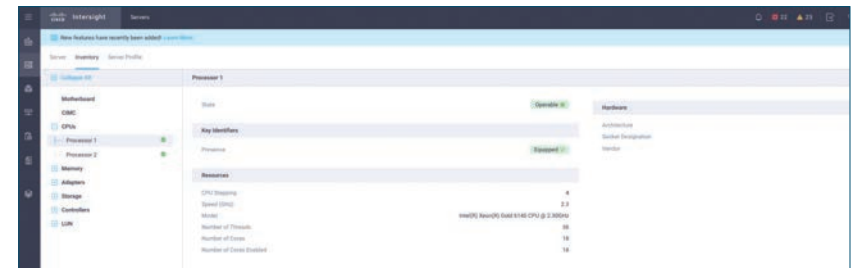 CISCO Intersight Servers
New features have recently been added! Learn More
Server Inventory Server Profile
Collapse All
Processor 1
Motherboard
CIMC
CPUs
Processor 1
Processor 2
Memory
Adapters
Storage
Controllers
LUN
State Operable
Key Identifiers
Presence Equipped
Resources
CPU Stepping 4
Speed (GHz) 2.3
Model Intel(R) Xeon(R) Gold 6140 CPU @ 2.30GHz
Number of Threads 36
Number of Cores 18
Number of Cores Enabled 18
Hardware
Architecture
Socket Designation
Vendor